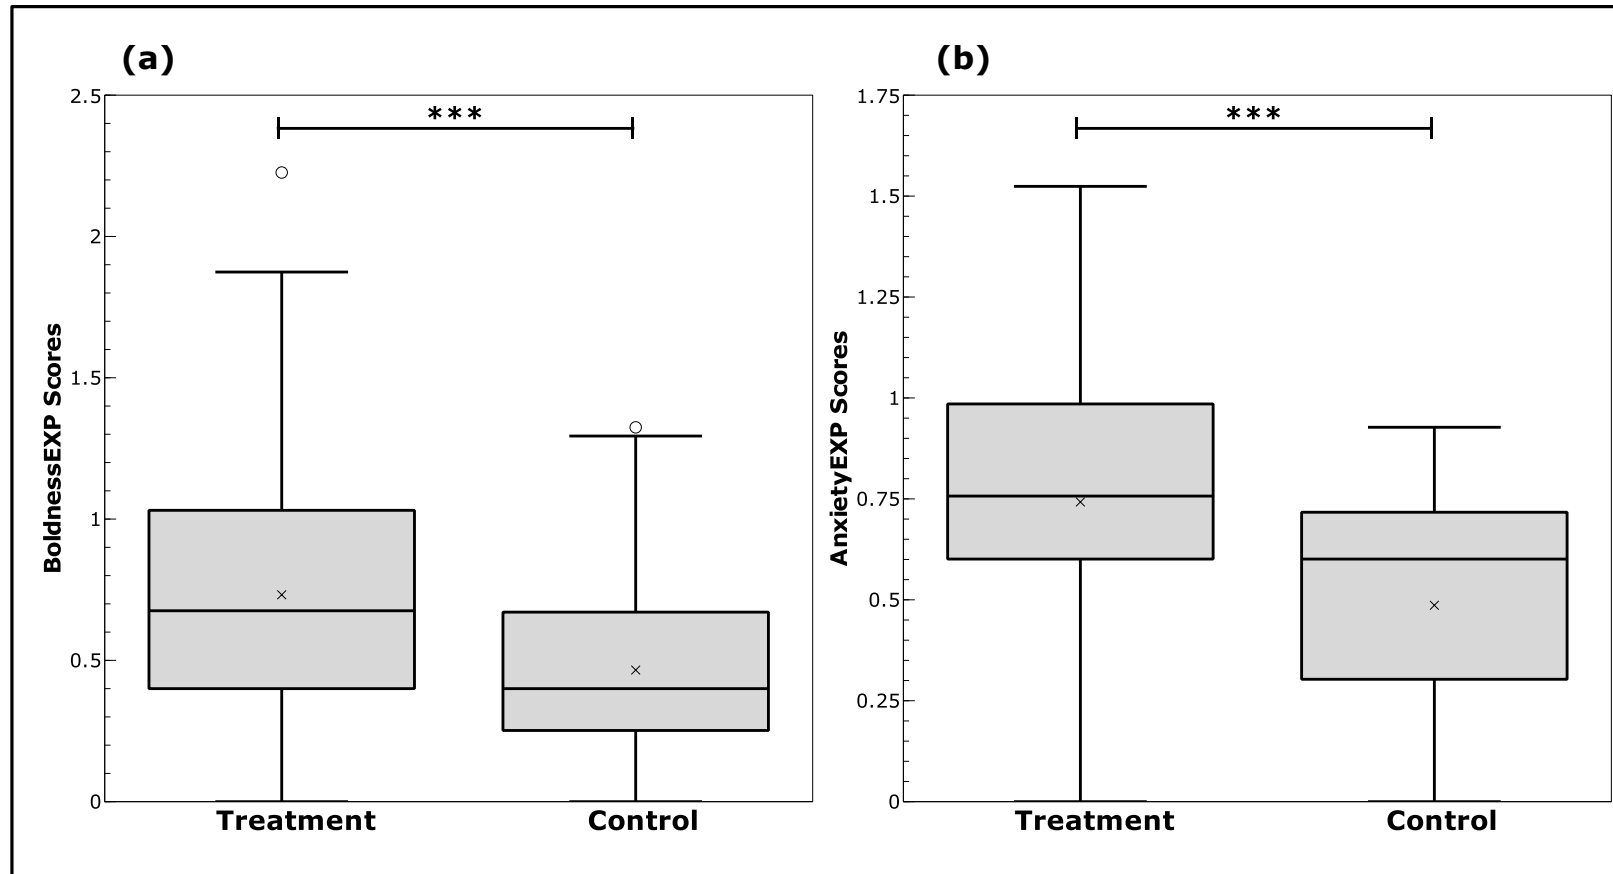 (a)
2.5
***
2
1.5
1
0.5
0
BoldnessEXP Scores
Treatment
Control
(b)
1.75
***
1.5
1.25
1
0.75
0.5
0.25
0
AnxietyEXP Scores
Treatment
Control